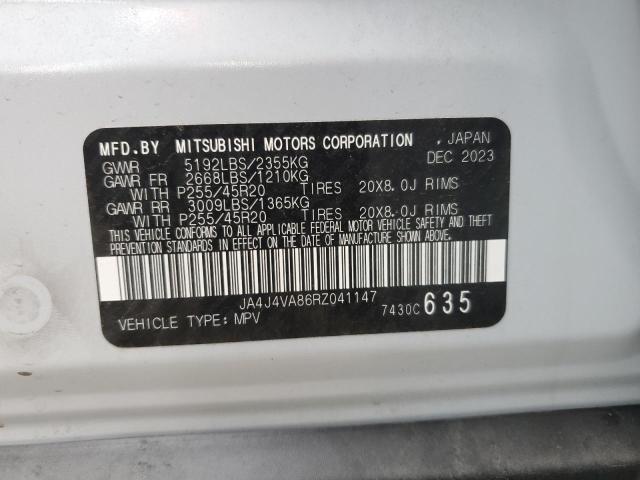 MFD.BY MITSUBISHI MOTORS CORPORATION , JAPAN
GVWR 5192LBS/2355KG DEC 2023
GAWR FR 2668LBS/1210KG
WITH P255/45R20 TIRES 20X8.0J RIMS
GAWR RR 3009LBS/1365KG
WITH P255/45R20 TIRES 20X8.0J RIMS
THIS VEHICLE CONFORMS TO ALL APPLICABLE FEDERAL MOTOR VEHICLE SAFETY AND THEFT
PREVENTION STANDARDS IN EFFECT ON THE DATE OF MANUFACTURE SHOWN ABOVE.
JA4J4VA86RZ041147
VEHICLE TYPE: MPV 7430C 635